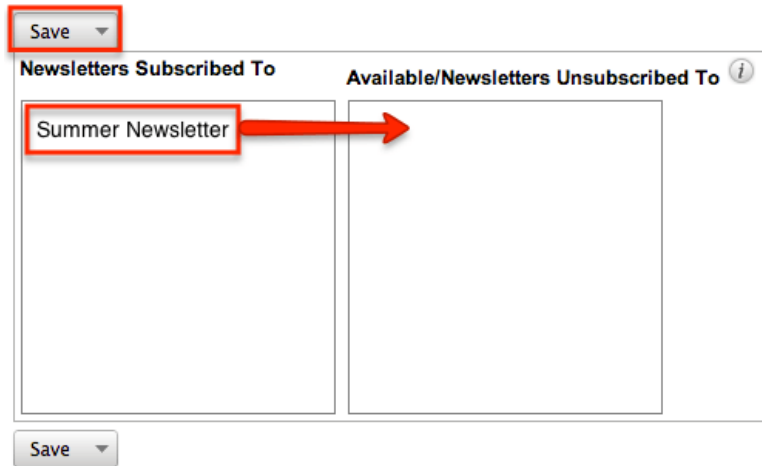 Save
Newsletters Subscribed To
Available/Newsletters Unsubscribed To i
Summer Newsletter
Save